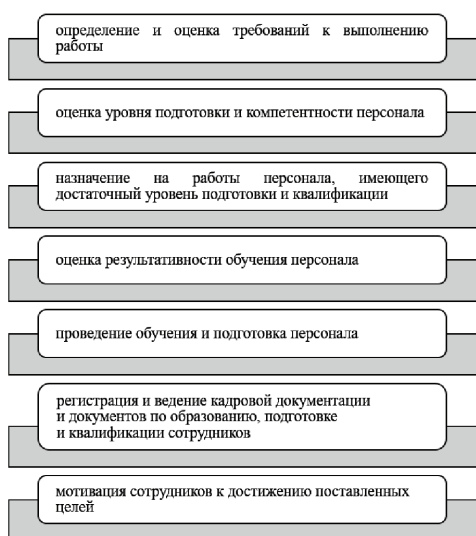 определение и оценка требований к выполнению
работы
оценка уровня подготовки и компетентности персонала
назначение на работы персонала, имеющего
достаточный уровень подготовки и квалификации
оценка результативности обучения персонала
проведение обучения и подготовка персонала
регистрация и ведение кадровой документации
и документов по образованию, подготовке
и квалификации сотрудников
мотивация сотрудников к достижению поставленных
целей